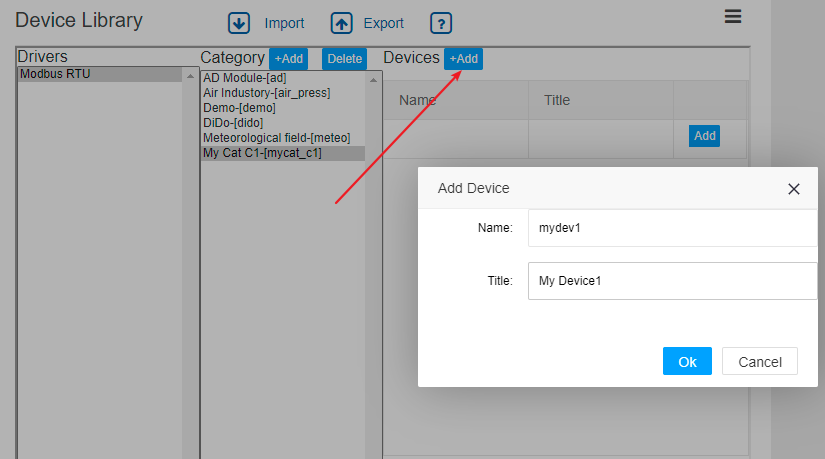 Device Library
Import
Export
?
Drivers
Modbus RTU
Category
+Add
Delete
AD Module-[ad]
Air Industory-[air_press]
Demo-[demo]
DiDo-[dido]
Meteorological field-[meteo]
My Cat C1-[mycat_c1]
Devices
+Add
Name
Title
Add
Add Device
Name:
mydev1
Title:
My Device1
Ok
Cancel